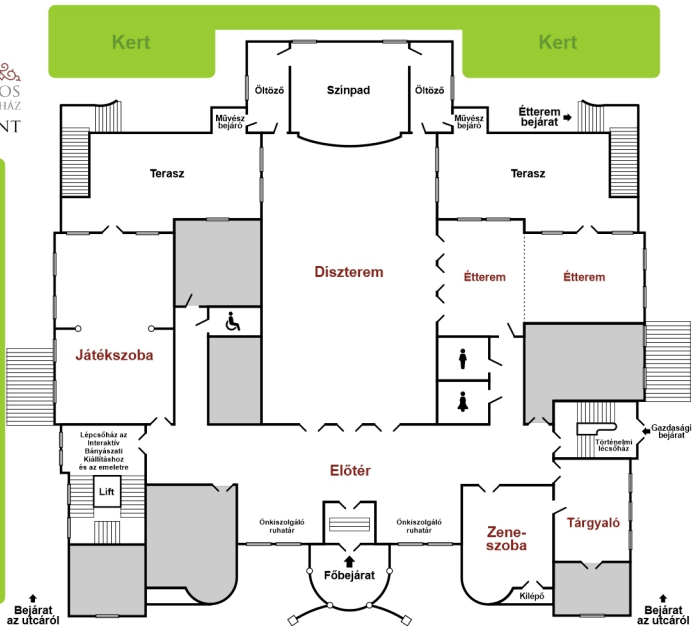 Kert
Kert
OS
HÁZ
NT
Öltöző
Szinpad
Öltöző
Művész
bejáró
Művész
bejáró
Étterem
bejárat
Terasz
Terasz
Diszterem
Étterem
Étterem
Játékszoba
Lépcsőház az
Interaktív
Bányászati
Kiállításhoz
és az emeletre
Lift
Előtér
Gazdasági
bejárat
Történelmi
lécsőház
Önkiszolgáló
ruhatár
Önkiszolgáló
ruhatár
Zene-
szoba
Tárgyaló
Főbejárat
Kilépő
Bejárat
az utcáról
Bejárat
az utcáról